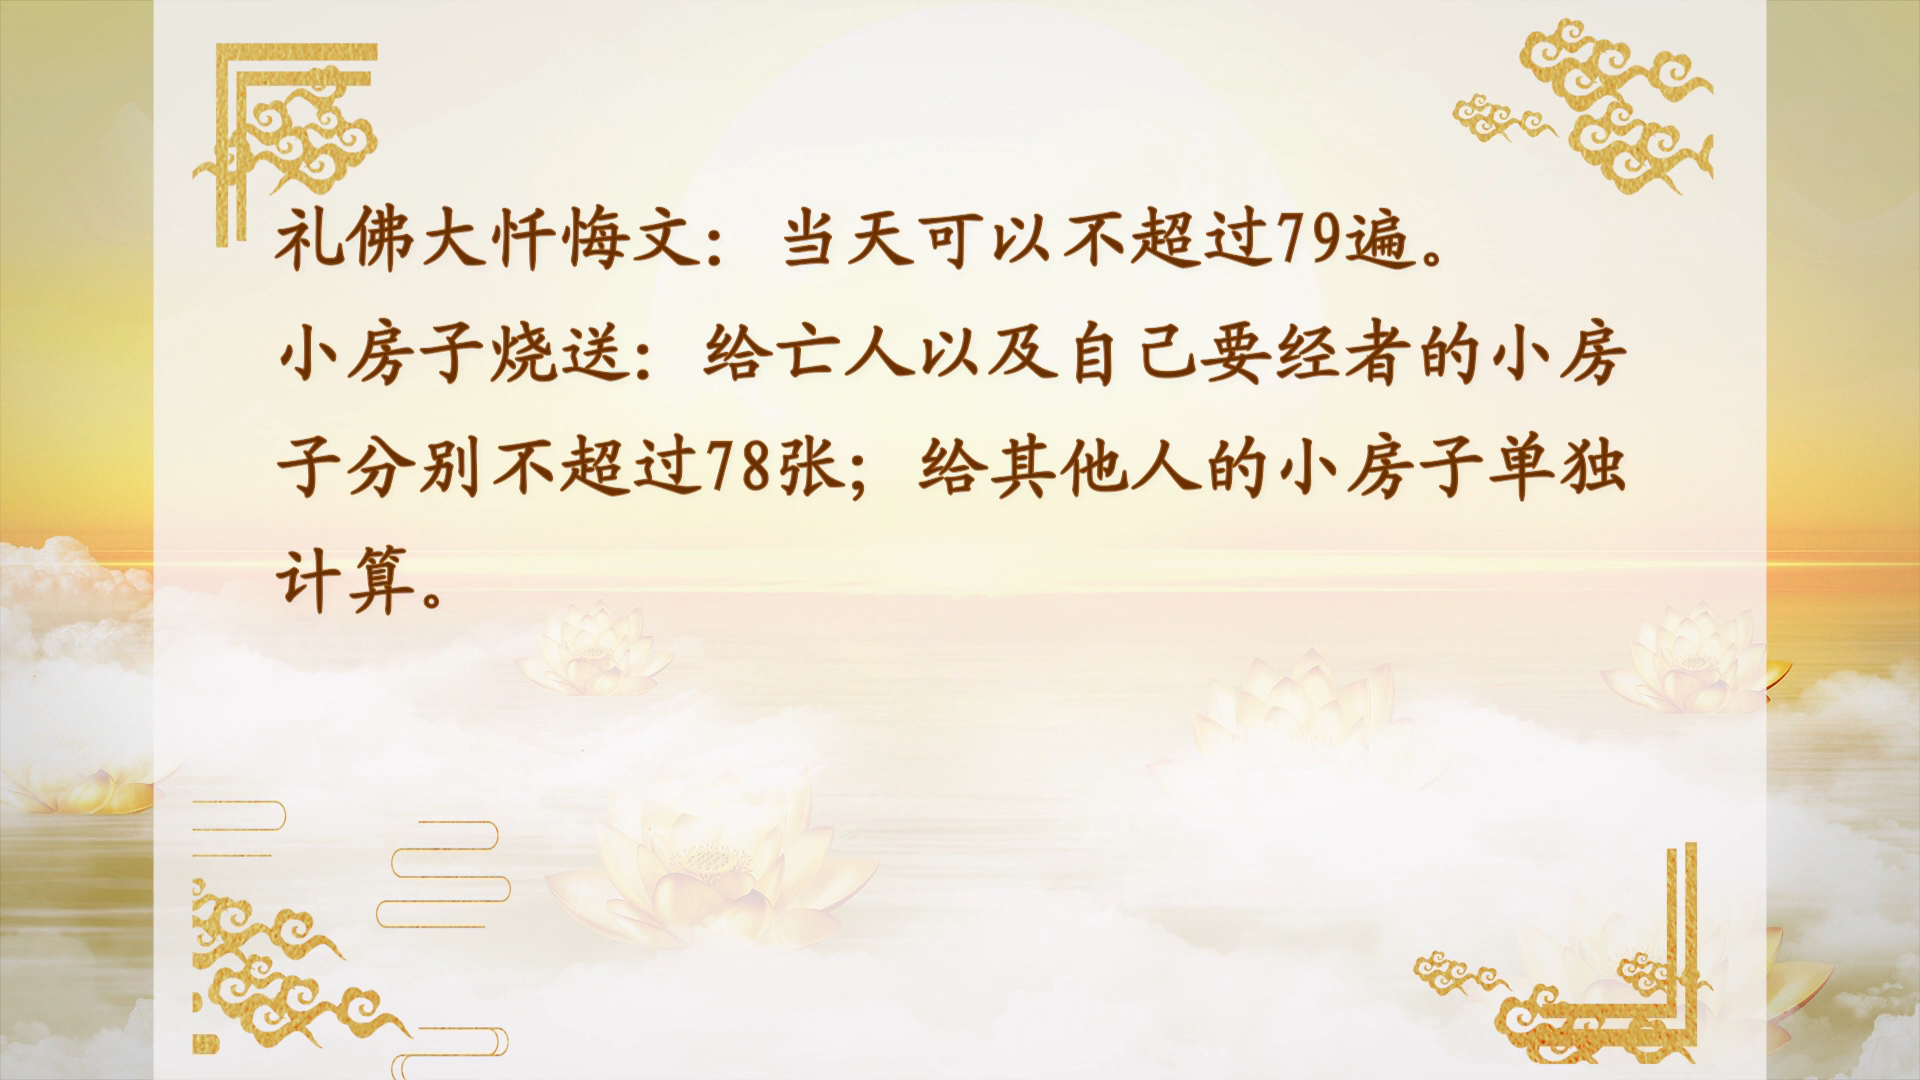 礼佛大忏悔文：当天可以不超过79遍。
小房子烧送：给亡人以及自己要经者的小房
子分别不超过78张；给其他人的小房子单独
计算。